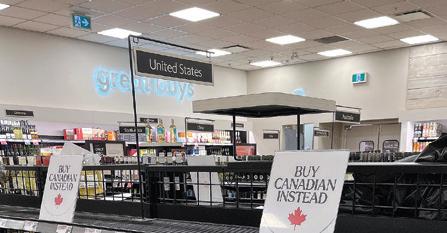 great buys
United States
BUY
CANADIAN
INSTEAD
BUY
CANADIAN
INSTEAD